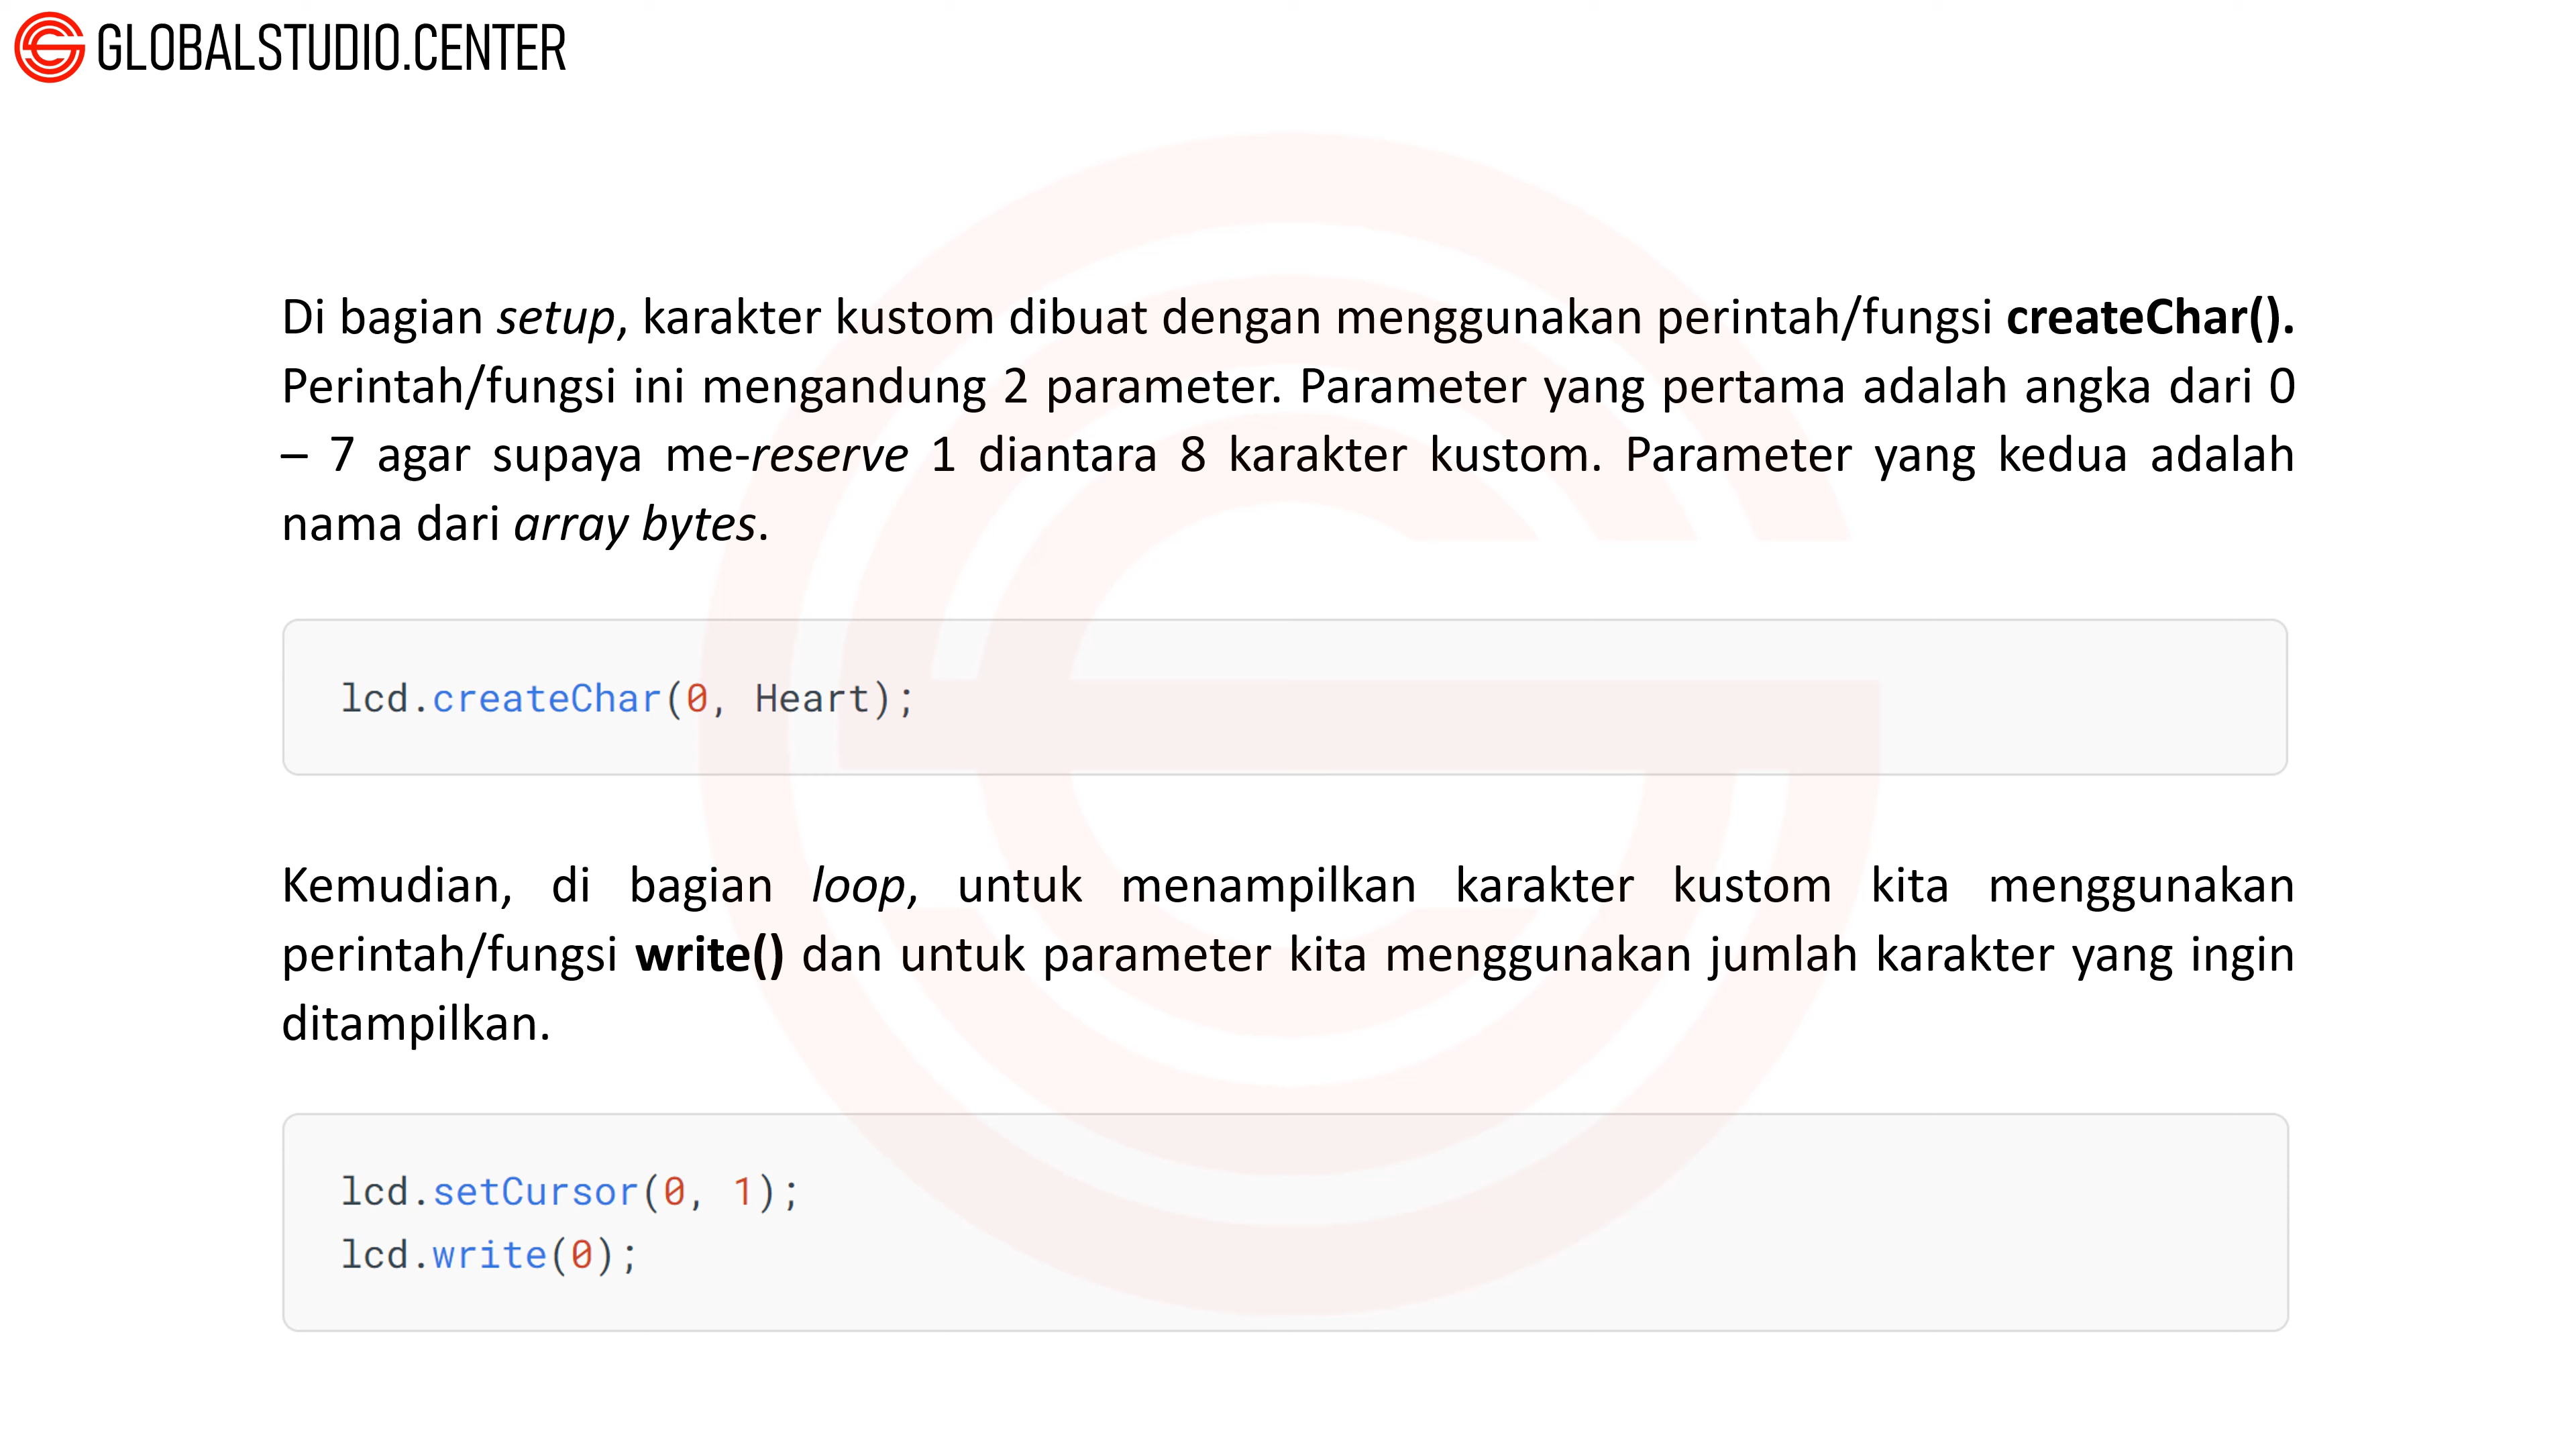 GLOBALSTUDIO.CENTER
Di bagian setup, karakter kustom dibuat dengan menggunakan perintah/fungsi createChar().
Perintah/fungsi ini mengandung 2 parameter. Parameter yang pertama adalah angka dari 0
– 7 agar supaya me-reserve 1 diantara 8 karakter kustom. Parameter yang kedua adalah
nama dari array bytes.
lcd.createChar(0, Heart);
Kemudian, di bagian loop, untuk menampilkan karakter kustom kita menggunakan
perintah/fungsi write() dan untuk parameter kita menggunakan jumlah karakter yang ingin
ditampilkan.
lcd.setCursor(0, 1);
lcd.write(0);